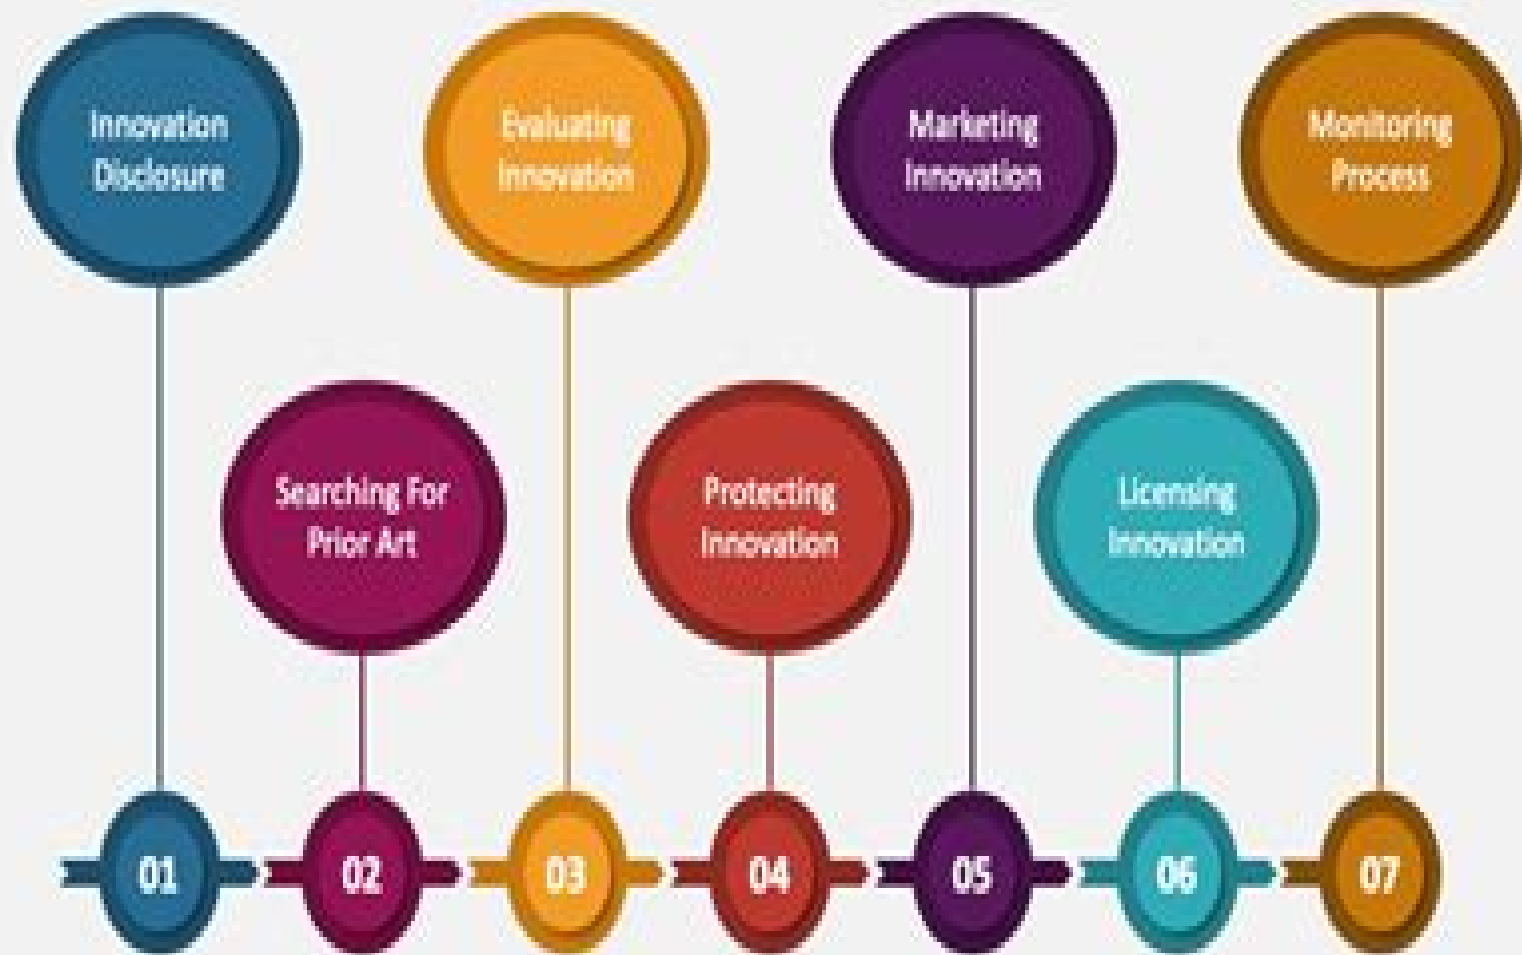 Innovation
Disclosure
Evaluating
Innovation
Marketing
Innovation
Monitoring
Process
Searching For
Prior Art
Protecting
Innovation
Licensing
Innovation
01
02
03
04
05
06
07